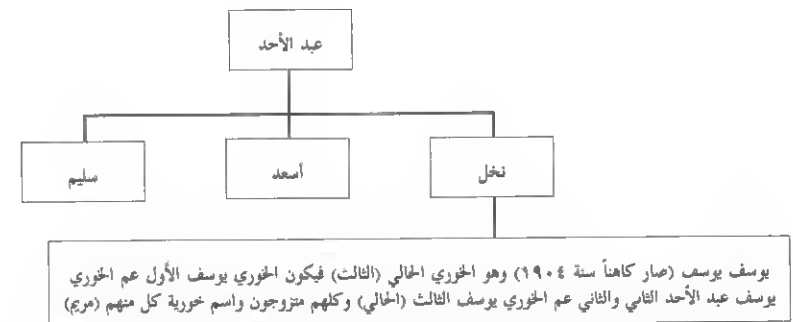 عبد الأحد
نخل
أسعد
سليم
يوسف يوسف (صار كاهناً سنة ١٩٠٤) وهو الخوري الحالي (الثالث) فيكون الخوري يوسف الأول عم الخوري
يوسف عبد الأحد الثاني والثاني عم الخوري يوسف الثالث (الحالي) وكلهم متزوجون واسم خورية كل منهم (مريم)